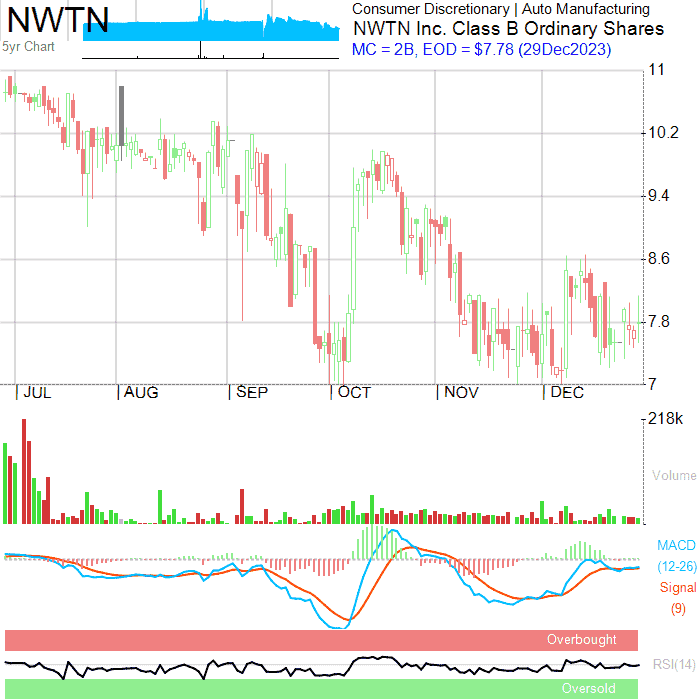 NWTN
5yr Chart
Consumer Discretionary | Auto Manufacturing
NWTN Inc. Class B Ordinary Shares
MC = 2B, EOD = $7.78 (29Dec2023)
11
10.2
9.4
8.6
7.8
7
JUL AUG SEP OCT NOV DEC
218k
Volume
MACD
(12-26)
Signal
(9)
Overbought
RSI(14)
Oversold